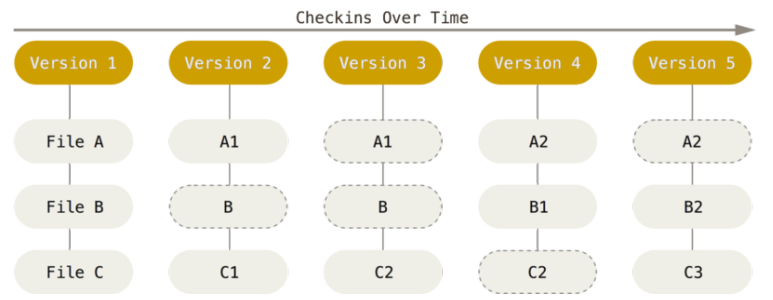 Checkins Over Time
Version 1 Version 2 Version 3 Version 4 Version 5
File A A1 A1 A2 A2
File B B B B1 B2
File C C1 C2 C2 C3